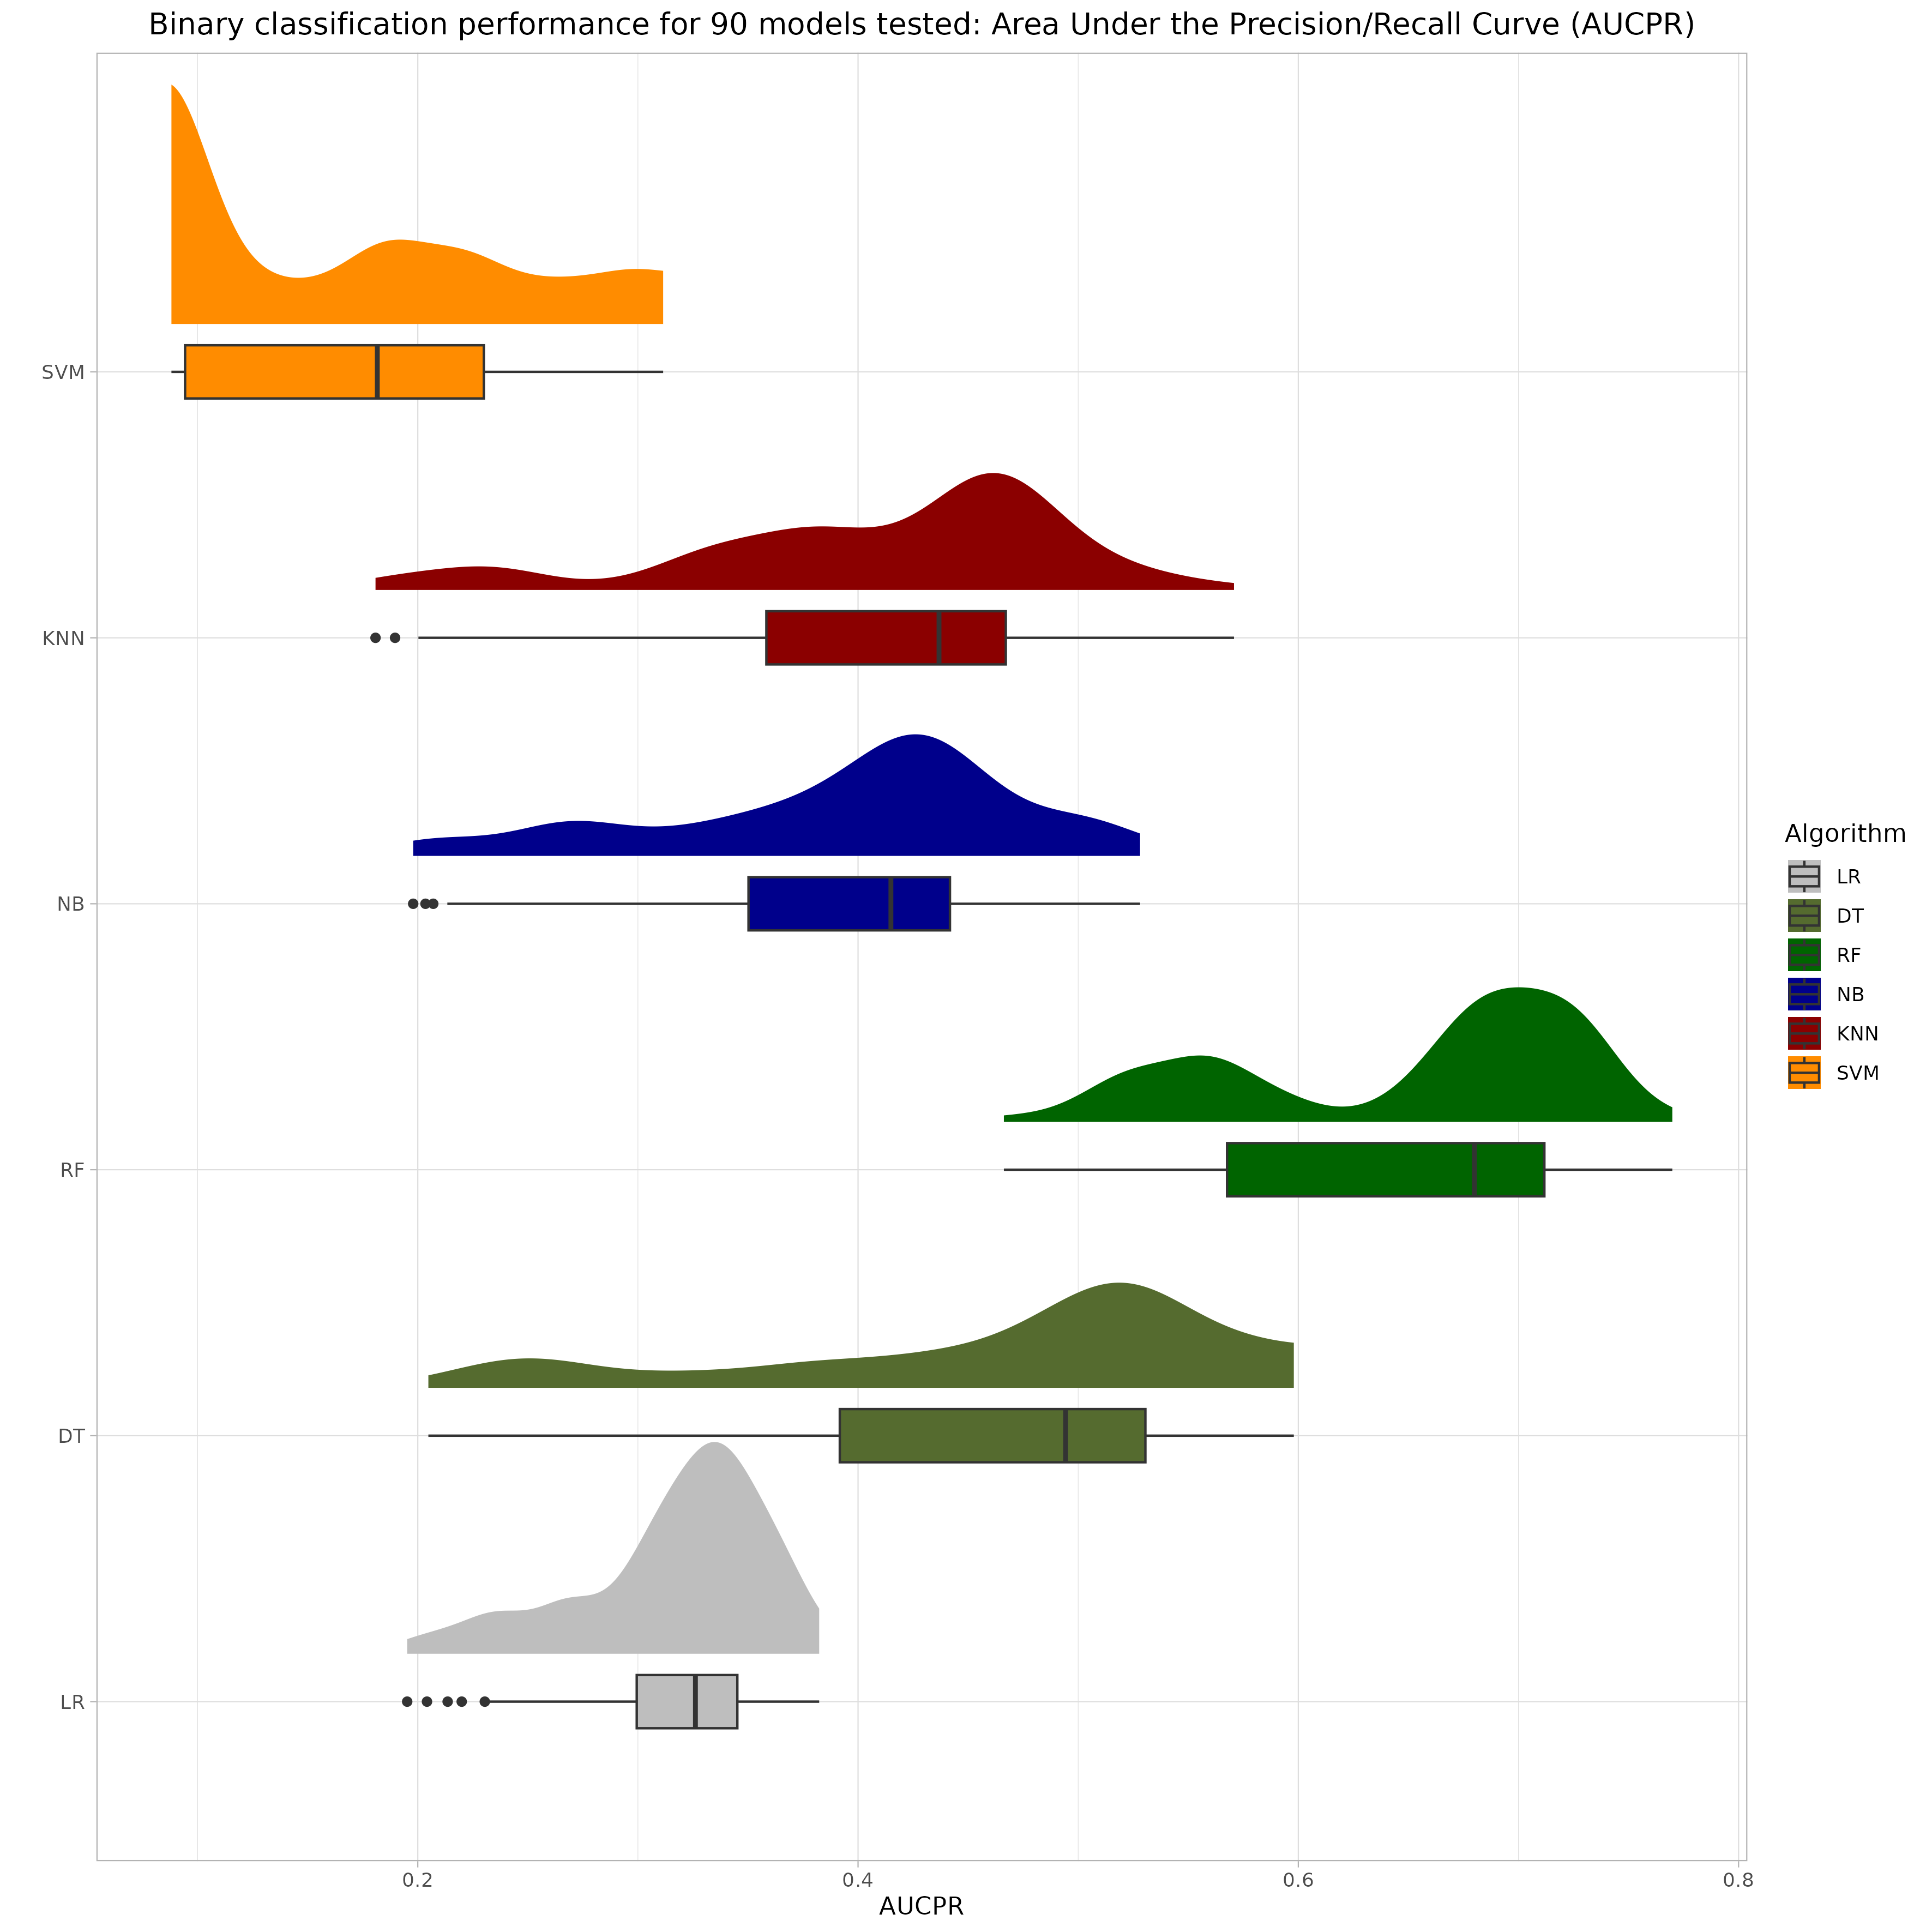 Binary classification performance for 90 models tested: Area Under the Precision/Recall Curve (AUCPR)
SVM
KNN
NB
RF
DT
LR
0.2
0.4
0.6
0.8
AUCPR
Algorithm
LR
DT
RF
NB
KNN
SVM